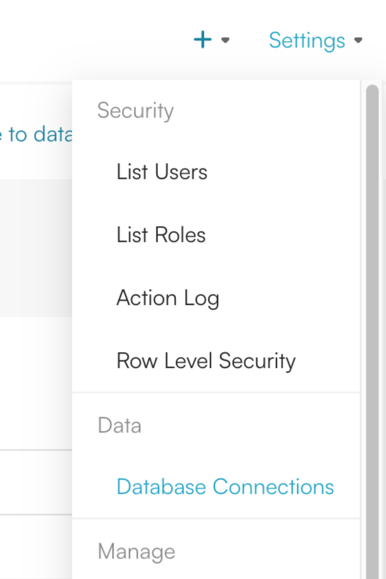 +
Settings
Security
e to data
List Users
List Roles
Action Log
Row Level Security
Data
Database Connections
Manage